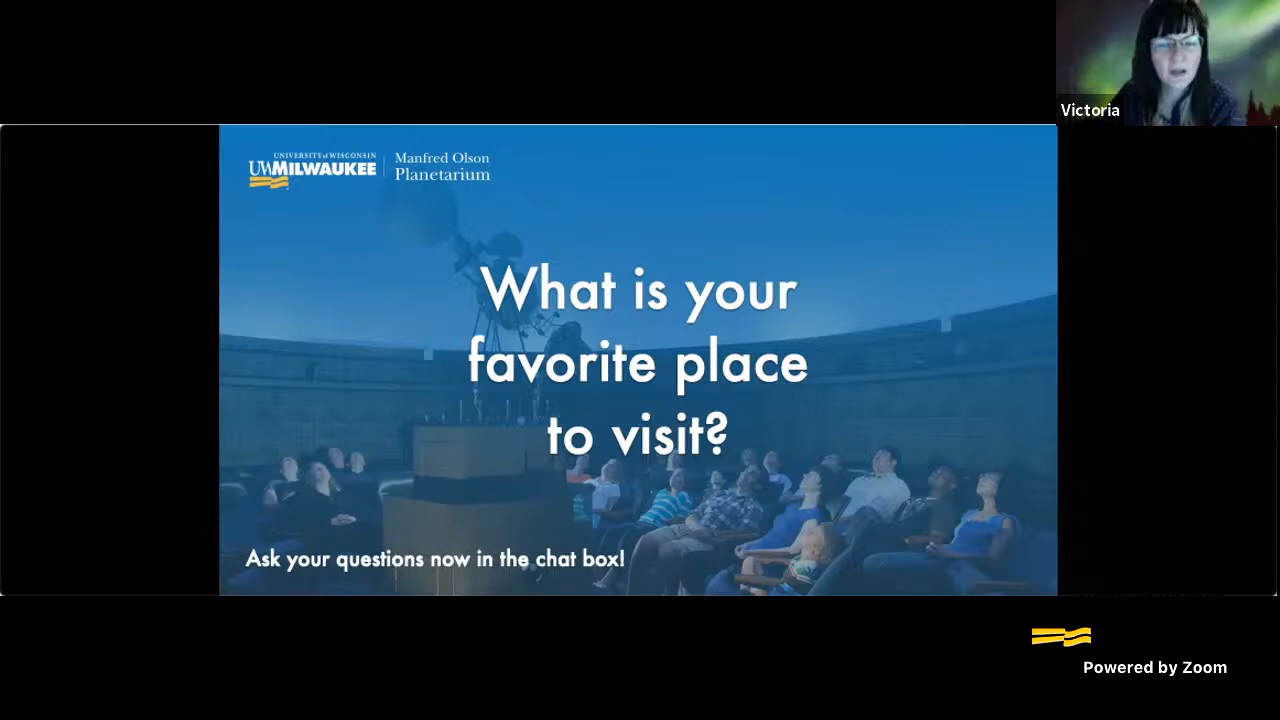 Victoria
UNIVERSITY of WISCONSIN
UWMILWAUKEE
Manfred Olson
Planetarium
What is your
favorite place
to visit?
Ask your questions now in the chat box!
Powered by Zoom